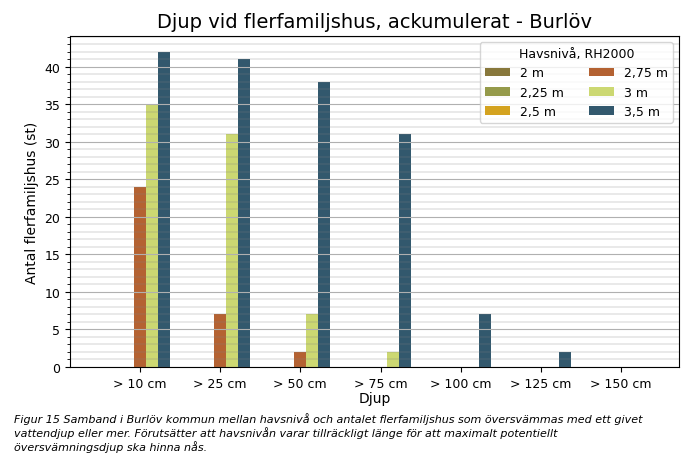 Djup vid flerfamiljshus, ackumulerat - Burlöv
Havsnivå, RH2000
2 m
2,75 m
2,25 m
3 m
2,5 m
3,5 m
Antal flerfamiljshus (st)
40
35
30
25
20
15
10
5
0
> 10 cm > 25 cm > 50 cm > 75 cm > 100 cm > 125 cm > 150 cm
Djup
Figur 15 Samband i Burlöv kommun mellan havsnivå och antalet flerfamiljshus som översvämmas med ett givet
vattendjup eller mer. Förutsätter att havsnivån varar tillräckligt länge för att maximalt potentiellt
översvämningsdjup ska hinna nås.